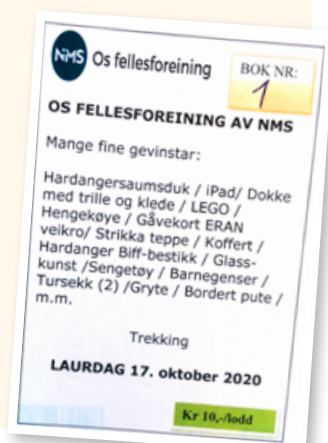 NMS Os fellesforeining
BOK NR:
1
OS FELLESFOREINING AV NMS
Mange fine gevinstar:
Hardangersaumsduk / iPad/ Dokke
med trille og klede / LEGO /
Hengekøye / Gåvekort ERAN
veikro/ Strikka teppe / Koffert /
Hardanger Biff-bestikk / Glass-
kunst /Sengetøy / Barnegenser /
Tursekk (2) /Gryte / Bordert pute /
m.m.
Trekking
LAURDAG 17. oktober 2020
Kr 10,-/lodd